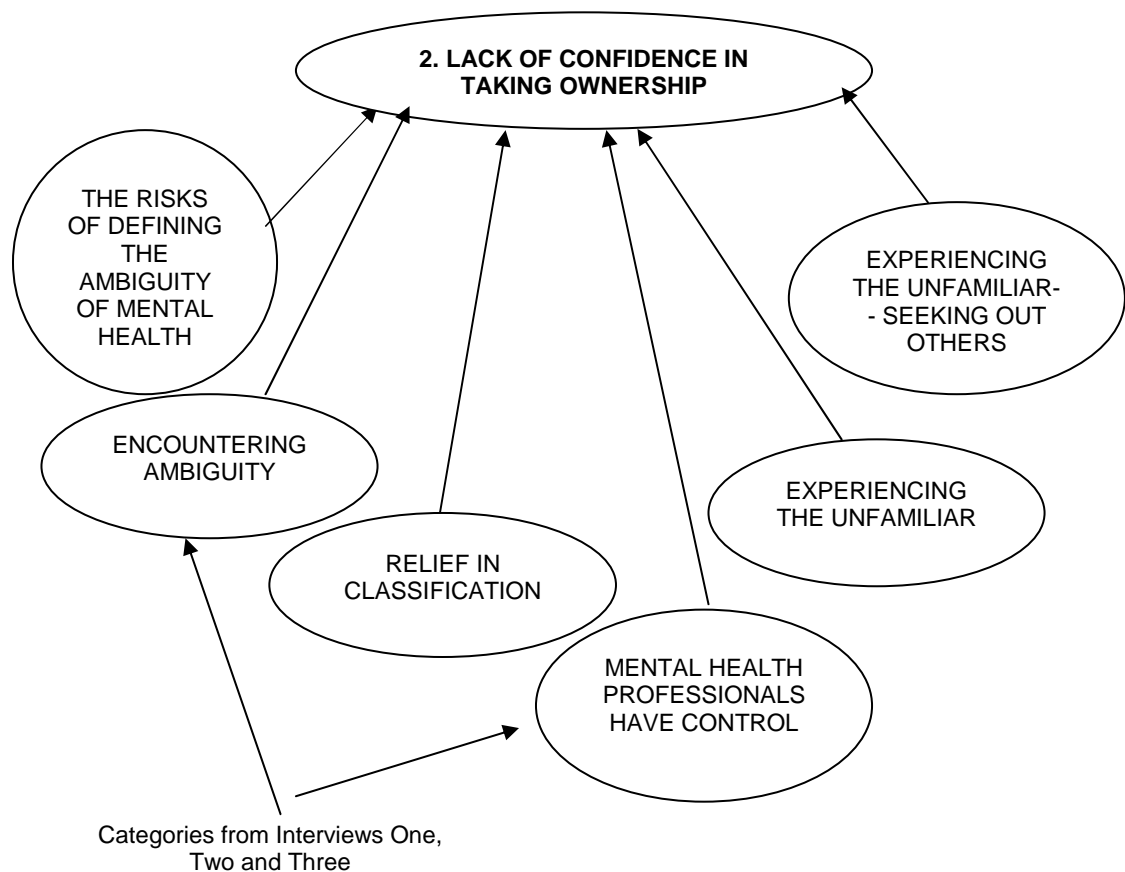 2. LACK OF CONFIDENCE IN
TAKING OWNERSHIP
THE RISKS
OF DEFINING
THE
AMBIGUITY
OF MENTAL
HEALTH
EXPERIENCING
THE UNFAMILIAR-
- SEEKING OUT
OTHERS
ENCOUNTERING
AMBIGUITY
EXPERIENCING
THE UNFAMILIAR
RELIEF IN
CLASSIFICATION
MENTAL HEALTH
PROFESSIONALS
HAVE CONTROL
Categories from Interviews One,
Two and Three